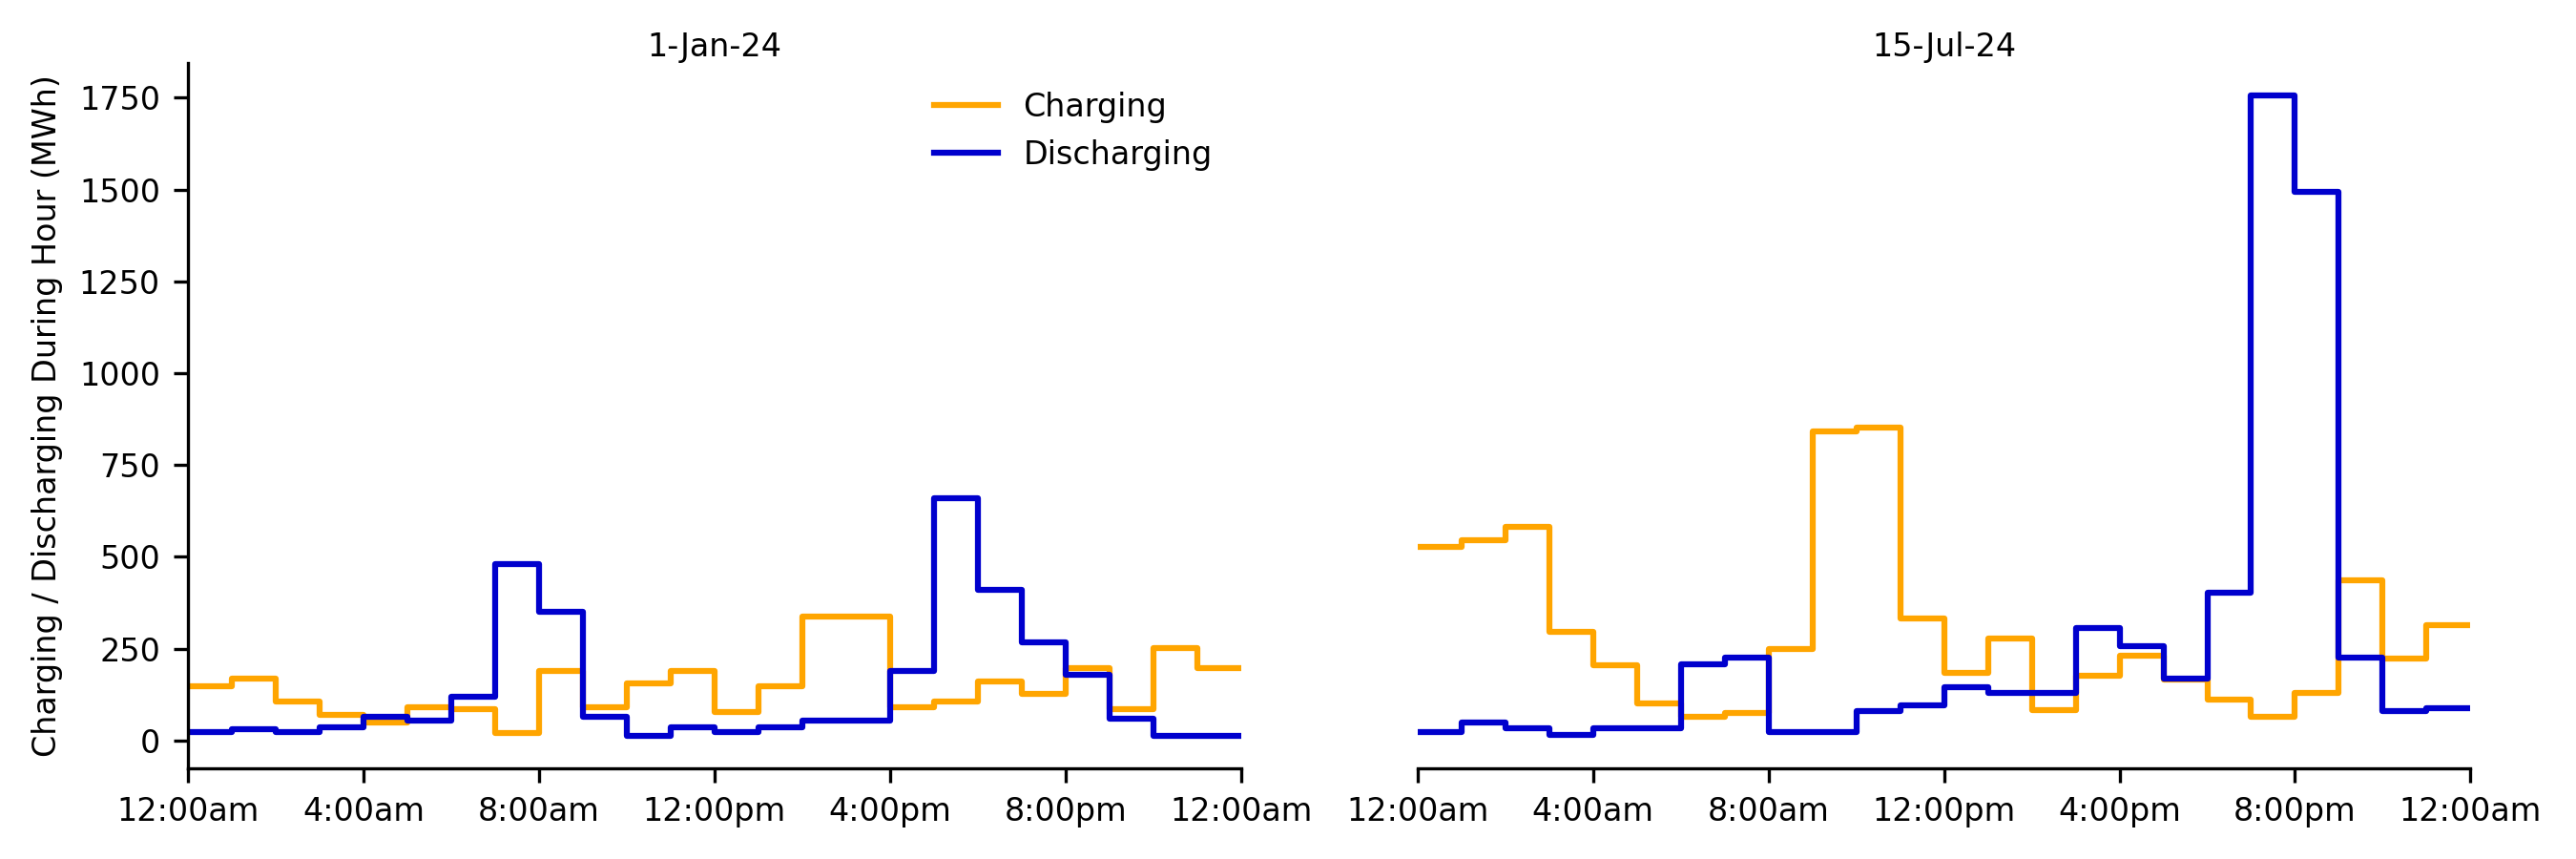 1-Jan-24
15-Jul-24
Charging / Discharging During Hour (MWh)
1750
1500
1250
1000
750
500
250
0
Charging
Discharging
12:00am 4:00am 8:00am 12:00pm 4:00pm 8:00pm 12:00am
12:00am 4:00am 8:00am 12:00pm 4:00pm 8:00pm 12:00am